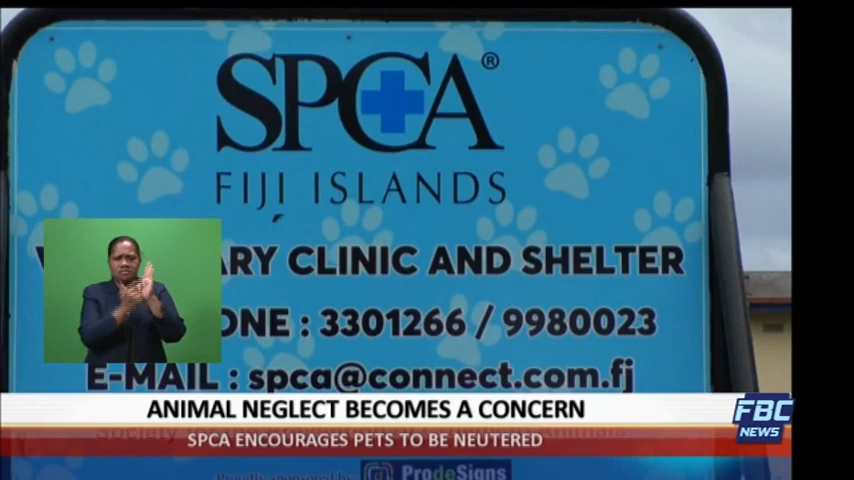 SPCA®
FIJI ISLANDS
ARY CLINIC AND SHELTER
ONE : 3301266 / 9980023
E-MAIL : spca@connect.com.fj
ANIMAL NEGLECT BECOMES A CONCERN
SPCA ENCOURAGES PETS TO BE NEUTERED
FBC
NEWS
ProdeSigns